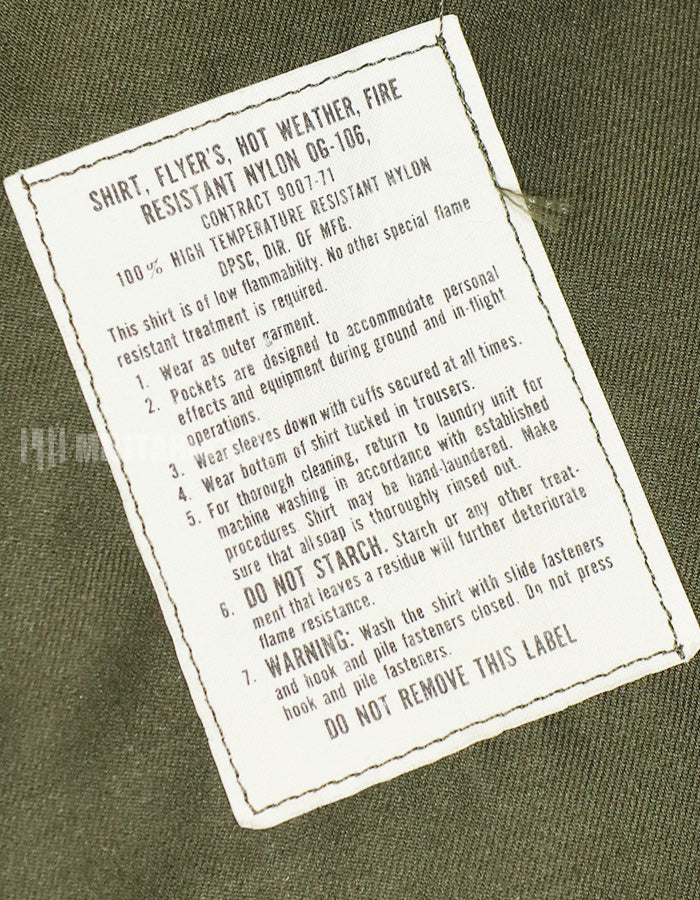 SHIRT, FLYER'S, HOT WEATHER, FIRE
RESISTANT NYLON OG-106,
CONTRACT 9007-71
100% HIGH TEMPERATURE RESISTANT NYLON
DPSC, DIR. OF MFG.
This shirt is of low flammability. No other special flame
resistant treatment is required.
1. Wear as outer garment.
2. Pockets are designed to accommodate personal
effects and equipment during ground and in-flight
operations.
3. Wear sleeves down with cuffs secured at all times.
4. Wear bottom of shirt tucked in trousers.
5. For thorough cleaning, return to laundry unit for
machine washing in accordance with established
procedures. Shirt may be hand-laundered. Make
sure that all soap is thoroughly rinsed out.
6. DO NOT STARCH. Starch or any other treat-
ment that leaves a residue will further deteriorate
flame resistance.
7. WARNING: Wash the shirt with slide fasteners
and hook and pile fasteners closed. Do not press
hook and pile fasteners.
DO NOT REMOVE THIS LABEL